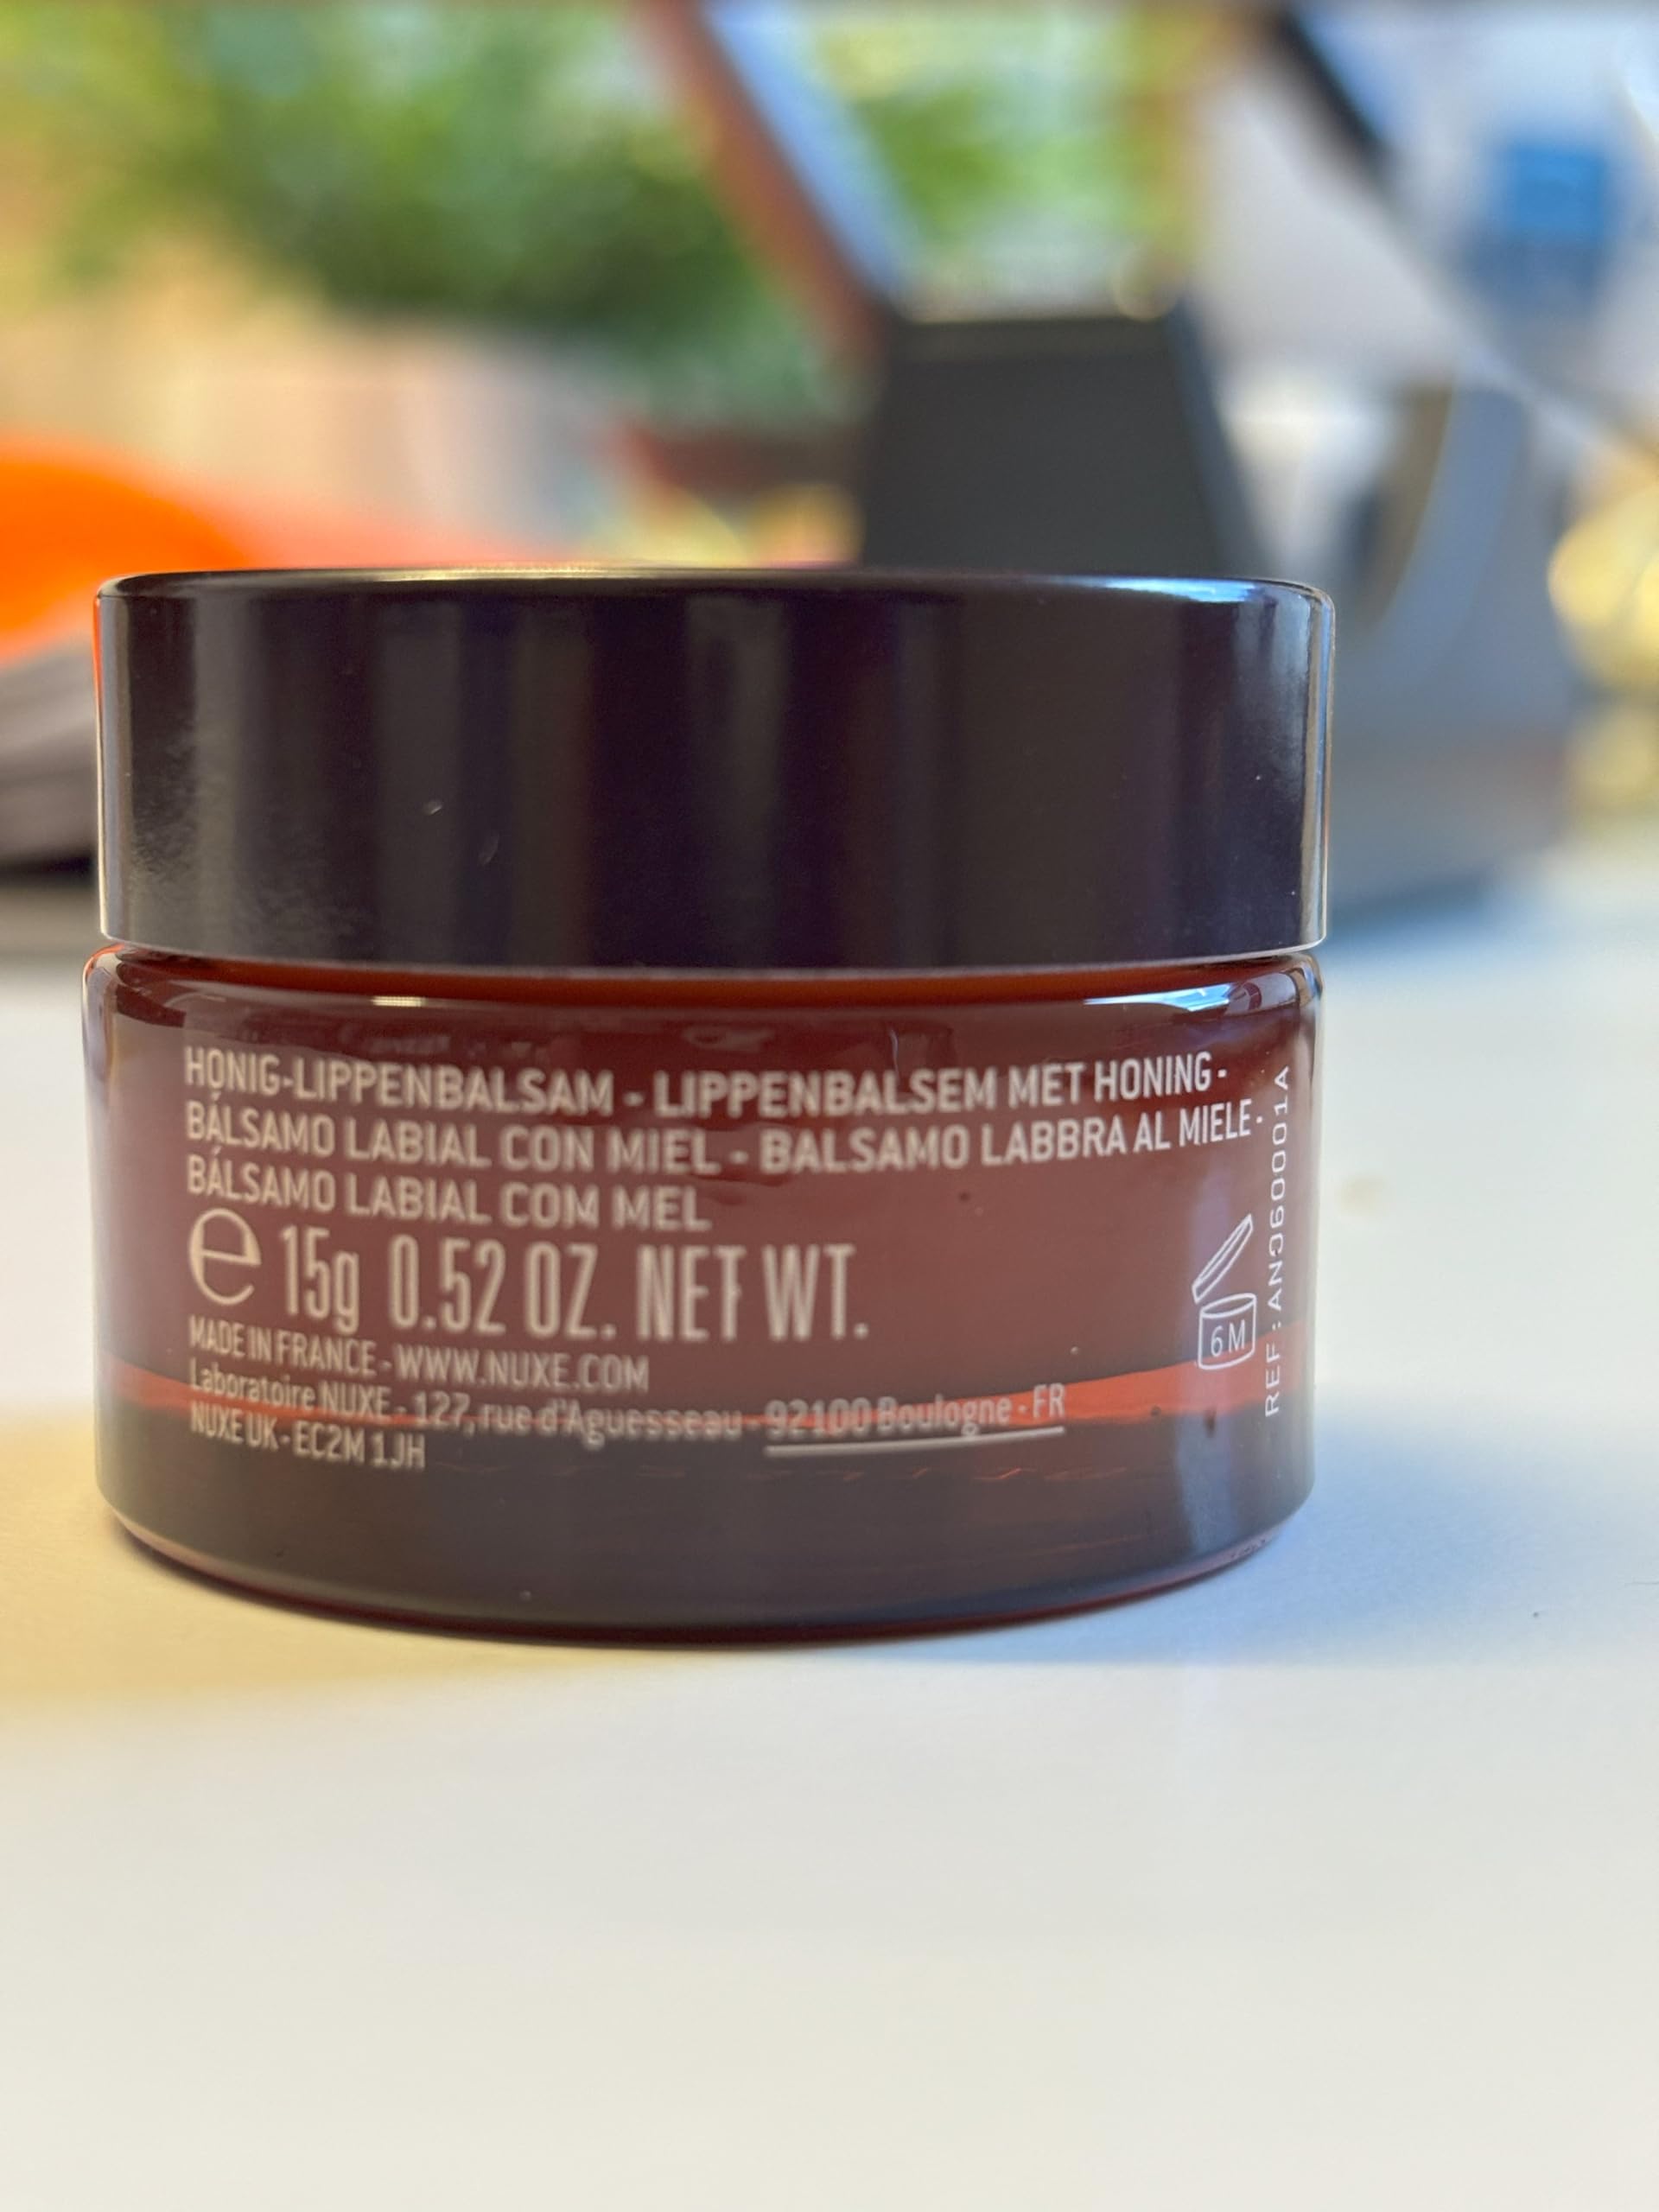 HONIG-LIPPENBALSAM - LIPPENBALSEM MET HONING -
BÁLSAMO LABIAL CON MIEL - BALSAMO LABBRA AL MIELE -
BÁLSAMO LABIAL COM MEL
e 15g 0.52 OZ. NET WT.
MADE IN FRANCE - WWW.NUXE.COM
Laboratoire NUXE - 127, rue d'Aguesseau - 92100 Boulogne - FR
NUXE UK - EC2M 1JH
6M
REF : AN360001A